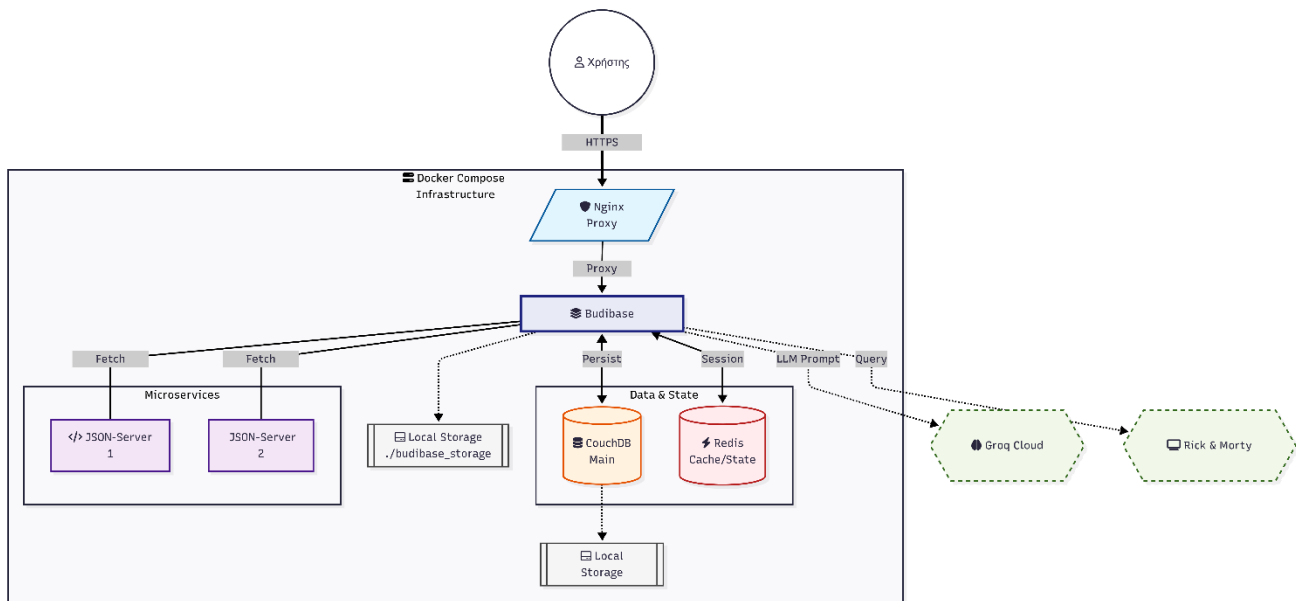 Χρήστης
HTTPS
Docker Compose
Infrastructure
Nginx
Proxy
Proxy
Budibase
Fetch
Fetch
Persist
Session
LLM Prompt
Query
Microservices
Data & State
JSON-Server
1
JSON-Server
2
Local Storage
./budibase_storage
CouchDB
Main
Redis
Cache/State
Groq Cloud
Rick & Morty
Local
Storage